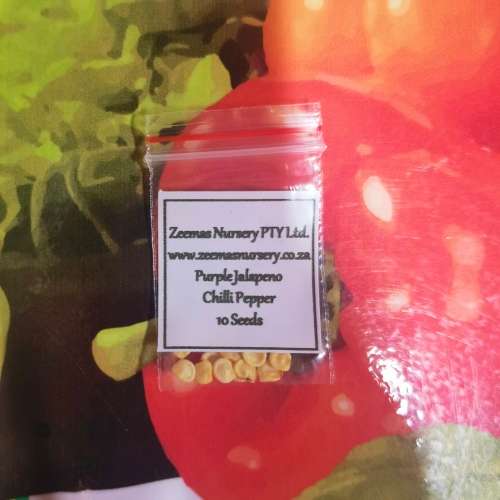 Zeemas Nursery PTY Ltd.
www.zeemasnursery.co.za
Purple Jalapeno
Chilli Pepper
10 Seeds